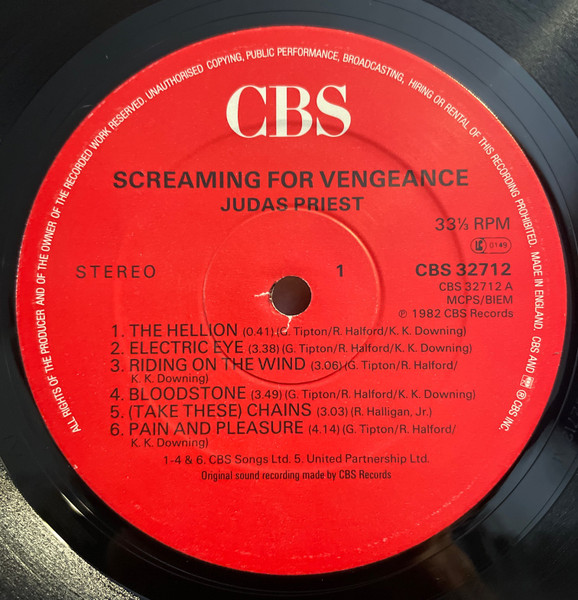 ALL RIGHTS OF THE PRODUCER AND OF THE OWNER OF THE RECORDED WORK RESERVED. UNAUTHORISED COPYING, PUBLIC PERFORMANCE, BROADCASTING, HIRING OR RENTAL OF THIS RECORDING PROHIBITED. MADE IN ENGLAND. CBS AND ® CBS INC.
CBS
SCREAMING FOR VENGEANCE
JUDAS PRIEST
33⅓ RPM
LC 0149
STEREO 1 CBS 32712
CBS 32712 A
MCPS/BIEM
℗ 1982 CBS Records
1. THE HELLION (0.41) (G. Tipton/R. Halford/K. K. Downing)
2. ELECTRIC EYE (3.38) (G. Tipton/R. Halford/K. K. Downing)
3. RIDING ON THE WIND (3.06) (G. Tipton/R. Halford/
K. K. Downing)
4. BLOODSTONE (3.49) (G. Tipton/R. Halford/K. K. Downing)
5. (TAKE THESE) CHAINS (3.03) (R. Halligan, Jr.)
6. PAIN AND PLEASURE (4.14) (G. Tipton/R. Halford/
K. K. Downing)
1-4 & 6. CBS Songs Ltd. 5. United Partnership Ltd.
Original sound recording made by CBS Records